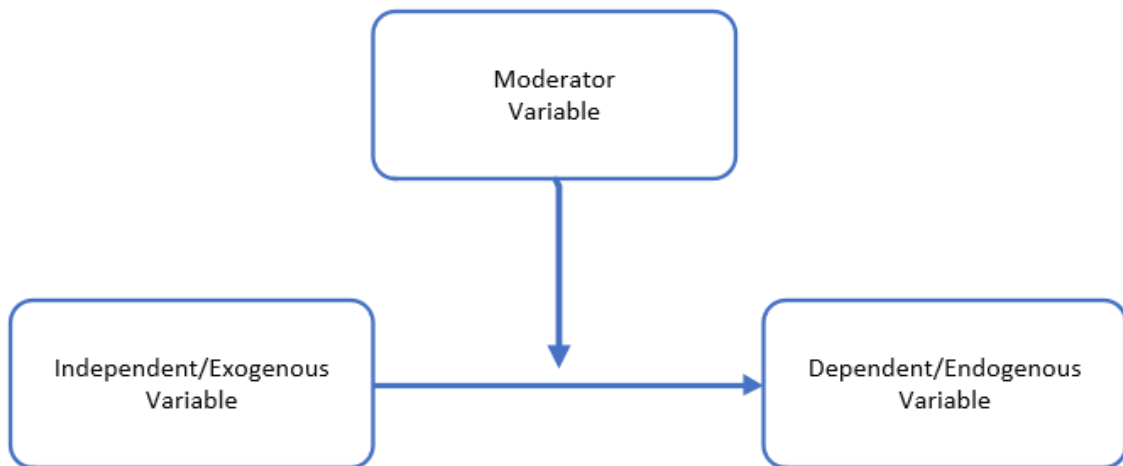 Moderator
Variable
Independent/Exogenous
Variable
Dependent/Endogenous
Variable